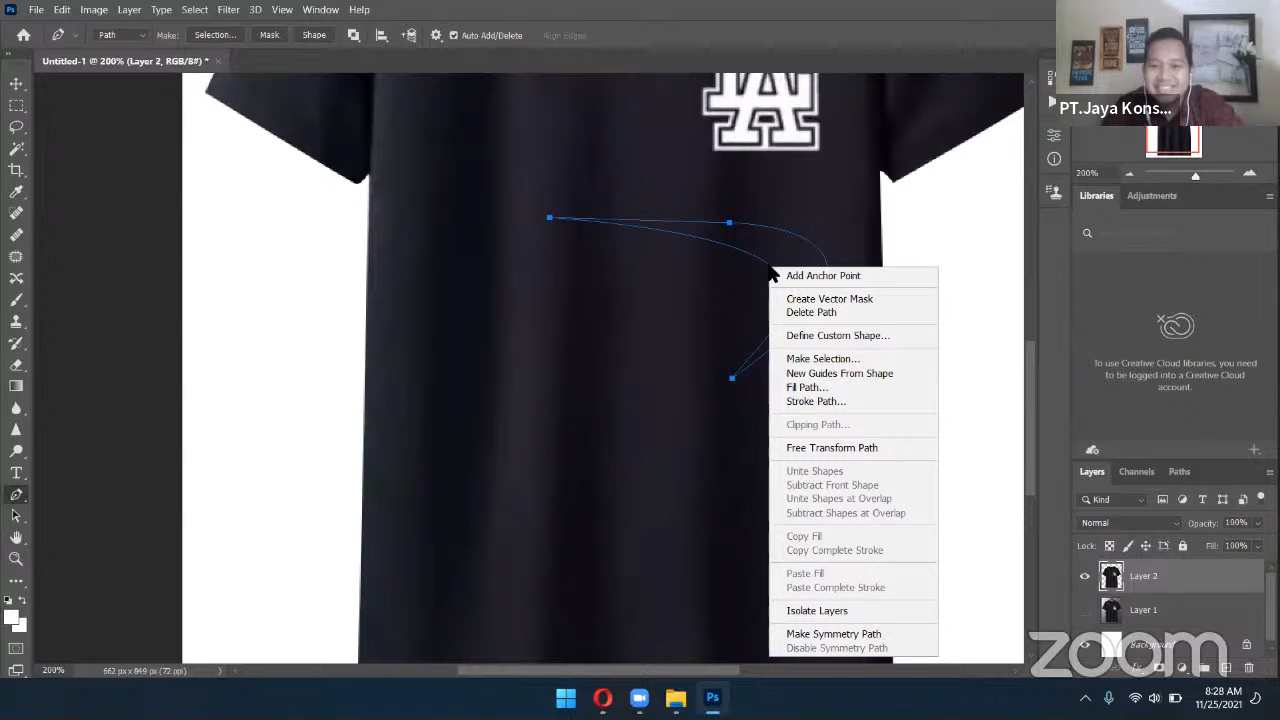 Ps File Edit Image Layer Type Select Filter 3D View Window Help
Path Make: Selection... Mask Shape Auto Add/Delete Align Edges
Untitled-1 @ 200% (Layer 2, RGB/8#) *
PT.Jaya Kons...
LA
200%
Libraries Adjustments
To use Creative Cloud libraries, you need
to be logged into a Creative Cloud
account.
Add Anchor Point
Create Vector Mask
Delete Path
Define Custom Shape...
Make Selection...
New Guides From Shape
Fill Path...
Stroke Path...
Clipping Path...
Free Transform Path
Unite Shapes
Subtract Front Shape
Unite Shapes at Overlap
Subtract Shapes at Overlap
Copy Fill
Copy Complete Stroke
Paste Fill
Paste Complete Stroke
Isolate Layers
Make Symmetry Path
Disable Symmetry Path
Layers Channels Paths
Kind
Normal Opacity: 100%
Lock: Fill: 100%
Layer 2
Layer 1
Background
zoom
200% 662 px x 849 px (72 ppi)
Ps
8:28 AM
11/25/2021